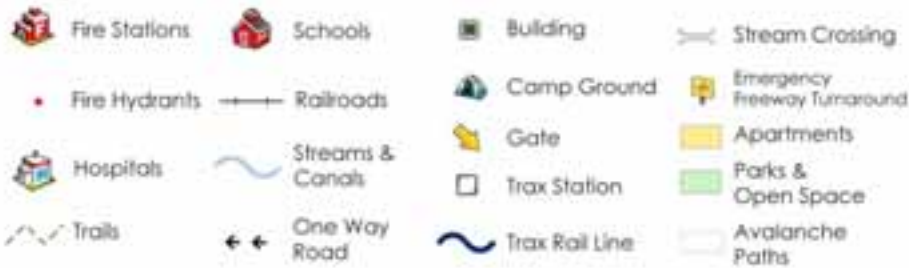 Fire Stations
Schools
Building
Stream Crossing
Fire Hydrants
Railroads
Camp Ground
Emergency
Freeway Turnaround
Hospitals
Streams &
Canals
Gate
Apartments
Trax Station
Parks &
Open Space
Trails
One Way
Road
Trax Rail Line
Avalanche
Paths